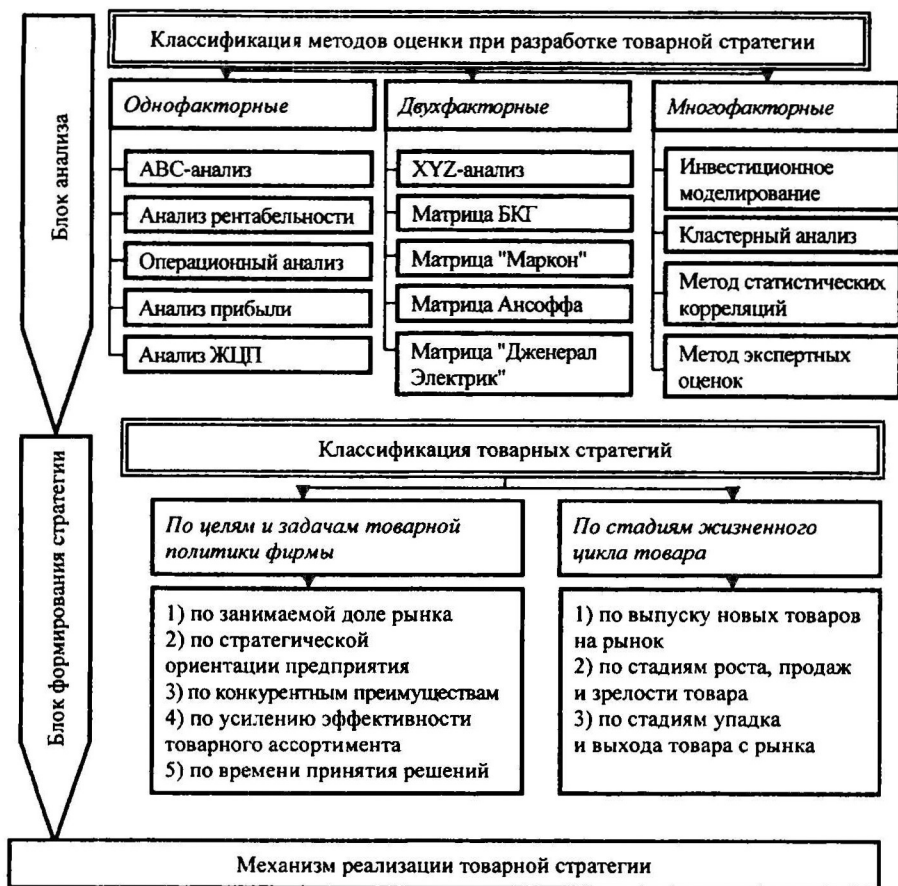 Блок анализа
Классификация методов оценки при разработке товарной стратегии
Однофакторные
АВС-анализ
Анализ рентабельности
Операционный анализ
Анализ прибыли
Анализ ЖЦП
Двухфакторные
XYZ-анализ
Матрица БКГ
Матрица "Маркон"
Матрица Ансоффа
Матрица "Дженерал
Электрик"
Многофакторные
Инвестиционное
моделирование
Кластерный анализ
Метод статистических
корреляций
Метод экспертных
оценок
Блок формирования стратегии
Классификация товарных стратегий
По целям и задачам товарной
политики фирмы
1) по занимаемой доле рынка
2) по стратегической
ориентации предприятия
3) по конкурентным преимуществам
4) по усилению эффективности
товарного ассортимента
5) по времени принятия решений
По стадиям жизненного
цикла товара
1) по выпуску новых товаров
на рынок
2) по стадиям роста, продаж
и зрелости товара
3) по стадиям упадка
и выхода товара с рынка
Механизм реализации товарной стратегии